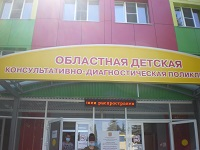 ОБЛАСТНАЯ ДЕТСКАЯ
КОНСУЛЬТАТИВНО-ДИАГНОСТИЧЕСКАЯ ПОЛИКЛ